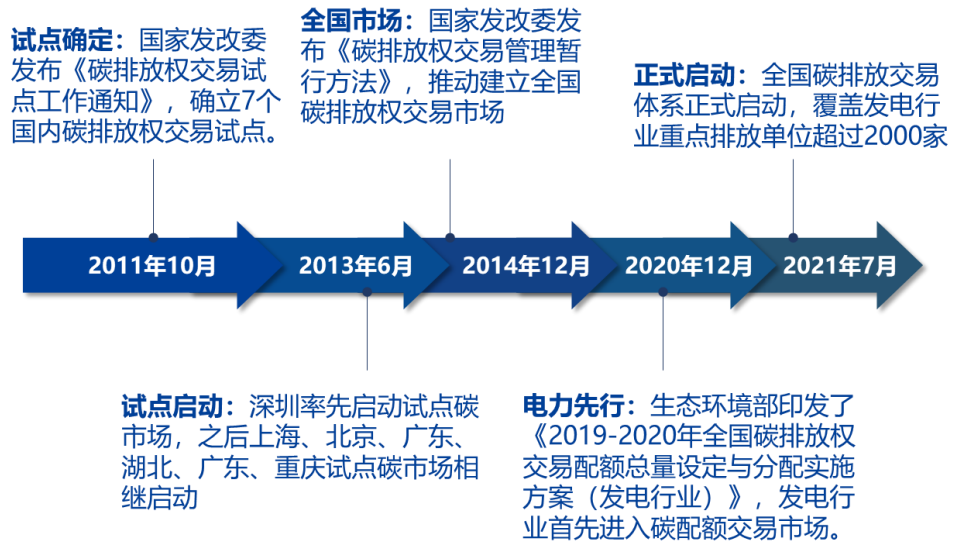 试点确定：国家发改委
发布《碳排放权交易试
点工作通知》，确立7个
国内碳排放权交易试点。
全国市场：国家发改委发
布《碳排放权交易管理暂
行方法》，推动建立全国
碳排放权交易市场
正式启动：全国碳排放交易
体系正式启动，覆盖发电行
业重点排放单位超过2000家
2011年10月
2013年6月
2014年12月
2020年12月
2021年7月
试点启动：深圳率先启动试点碳
市场，之后上海、北京、广东、
湖北、广东、重庆试点碳市场相
继启动
电力先行：生态环境部印发了
《2019-2020年全国碳排放权
交易配额总量设定与分配实施
方案（发电行业）》，发电行
业首先进入碳配额交易市场。